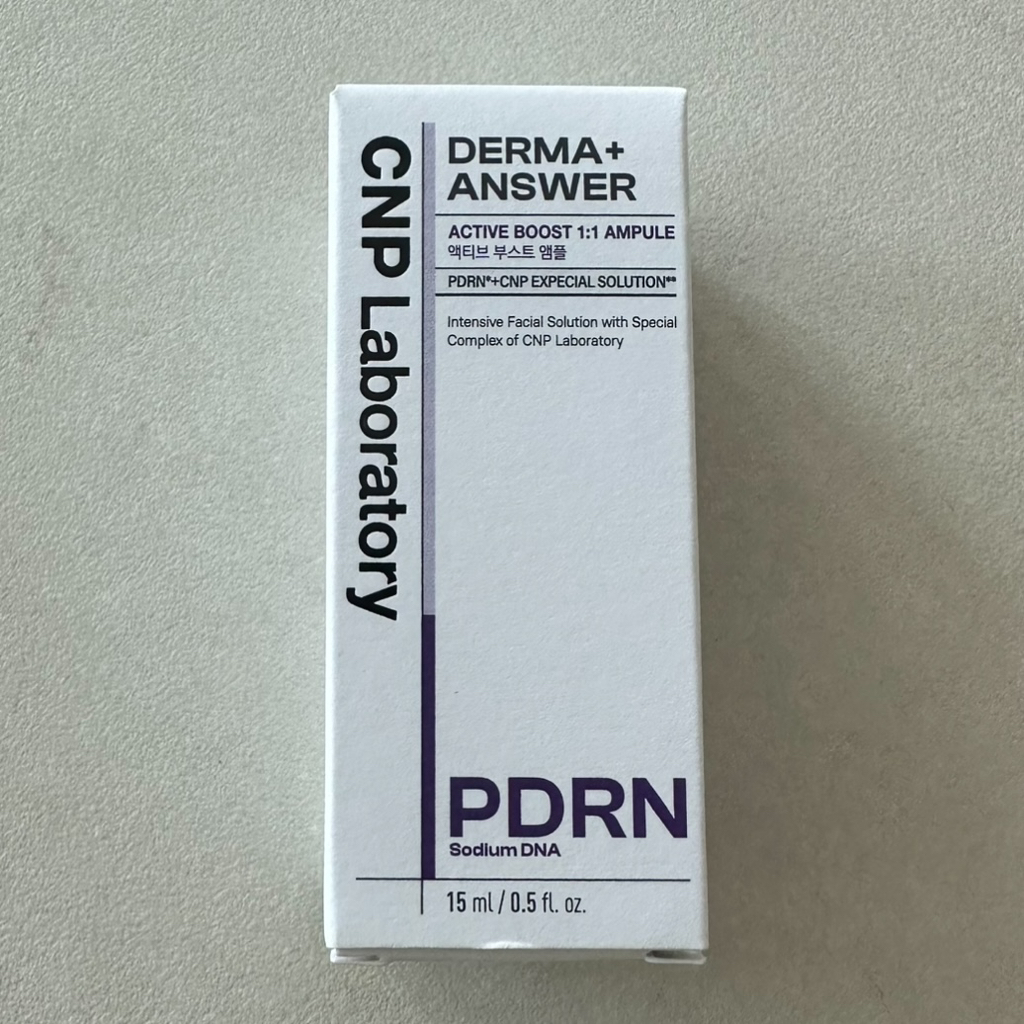 CNP Laboratory
DERMA+
ANSWER
ACTIVE BOOST 1:1 AMPULE
액티브 부스트 앰플
PDRN*+CNP EXPECIAL SOLUTION**
Intensive Facial Solution with Special
Complex of CNP Laboratory
PDRN
Sodium DNA
15 ml / 0.5 fl. oz.